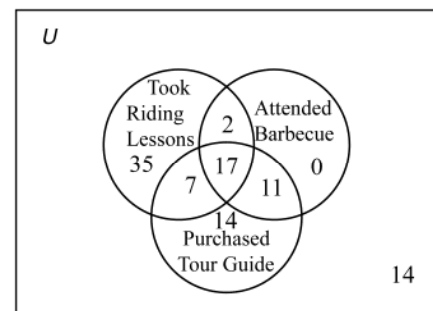 U
Took
Riding
Lessons
35
Attended
Barbecue
0
2
17
7
11
14
Purchased
Tour Guide
14